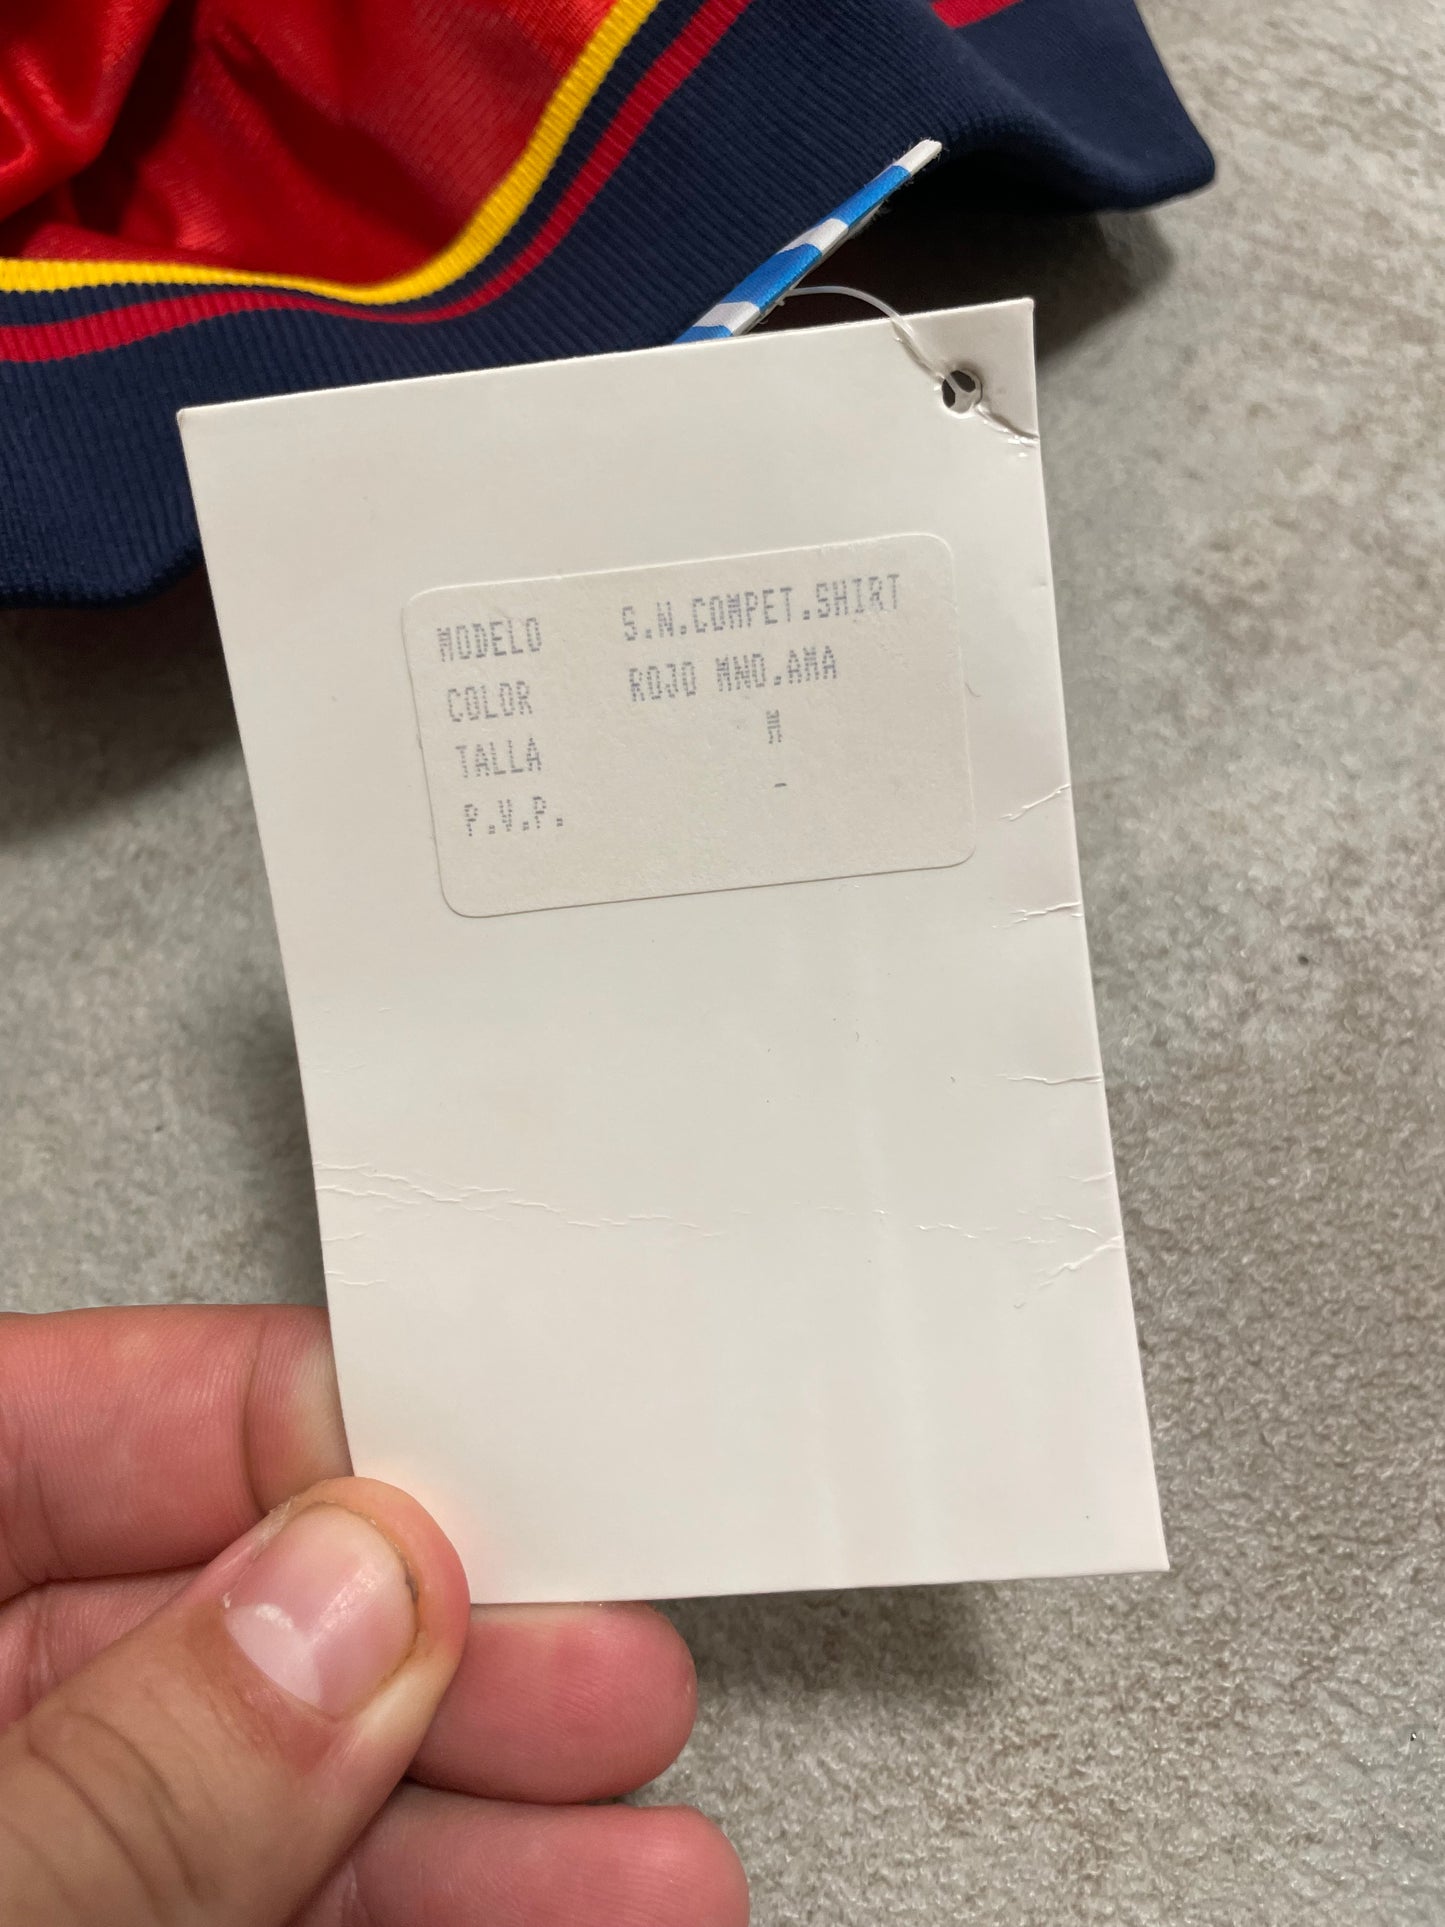 MODELO S.N.COMPET.SHIRT
COLOR ROJO MNO.AMA
TALLA M
P.V.P. -